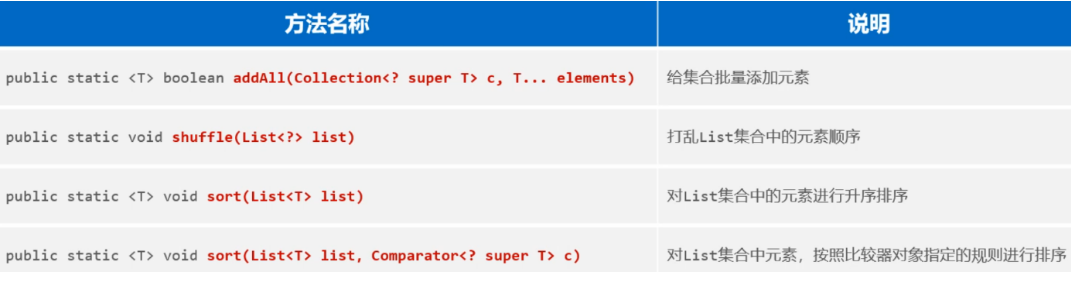 方法名称 说明
public static <T> boolean addAll(Collection<? super T> c, T... elements) 给集合批量添加元素
public static void shuffle(List<?> list) 打乱List集合中的元素顺序
public static <T> void sort(List<T> list) 对List集合中的元素进行升序排序
public static <T> void sort(List<T> list, Comparator<? super T> c) 对List集合中元素，按照比较器对象指定的规则进行排序